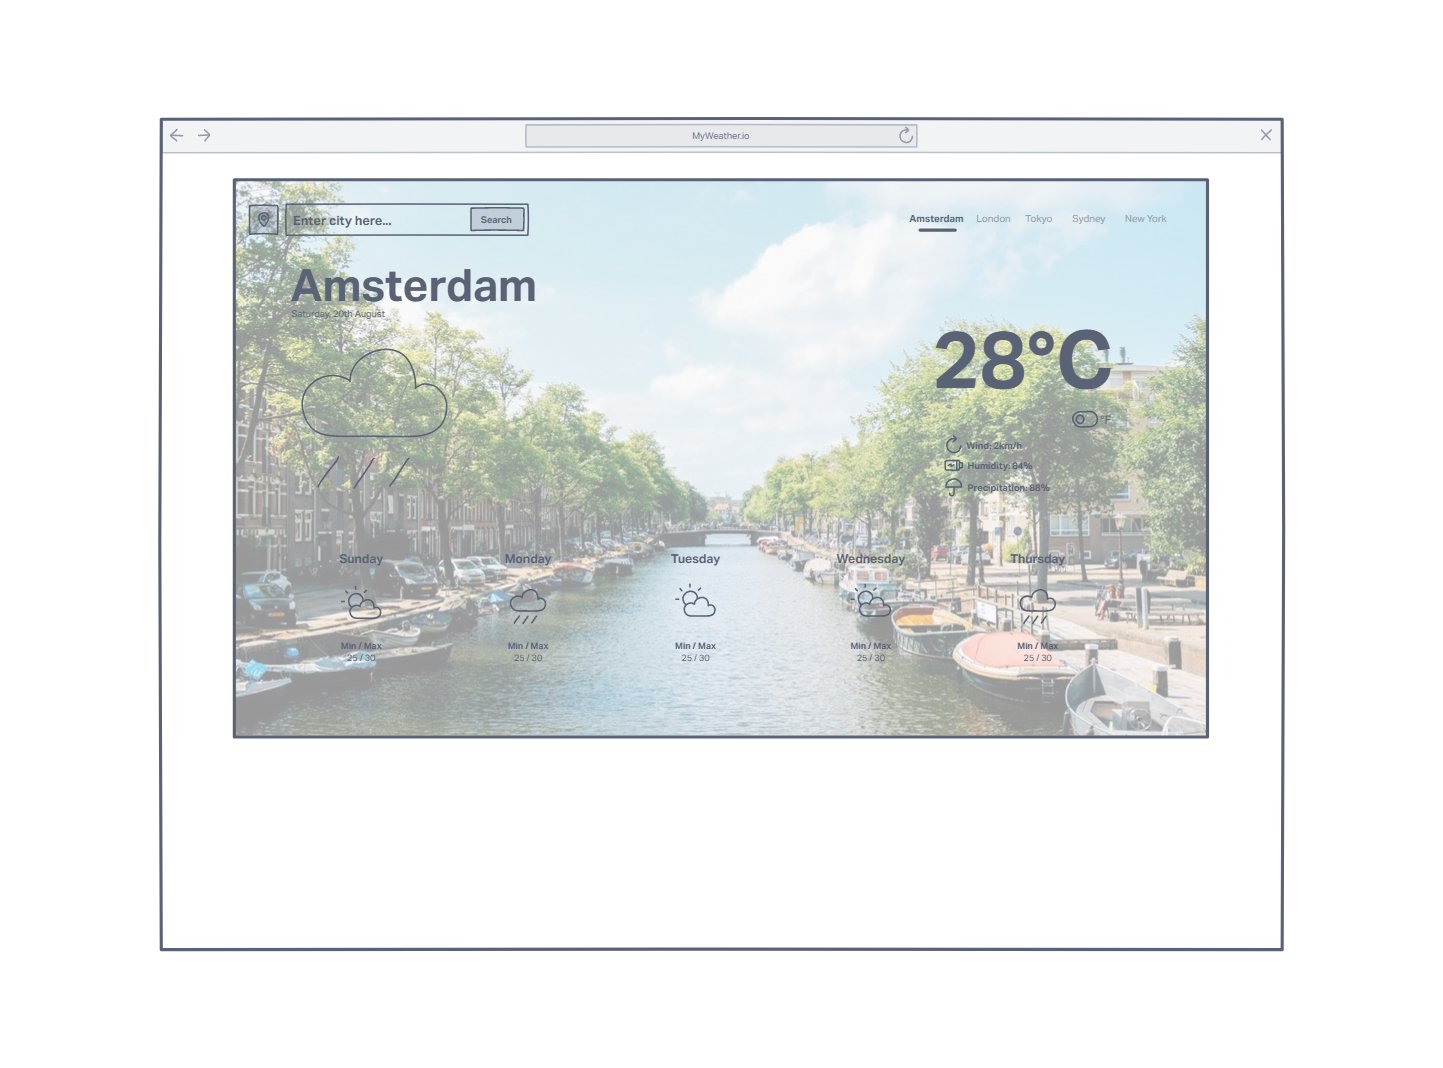 MyWeather.io
Enter city here...
Search
Amsterdam London Tokyo Sydney New York
Amsterdam
Saturday, 20th August
28°C
°F
Wind: 2km/h
Humidity: 84%
Precipitation: 88%
Sunday Monday Tuesday Wednesday Thursday
Min / Max Min / Max Min / Max Min / Max Min / Max
25 / 30 25 / 30 25 / 30 25 / 30 25 / 30